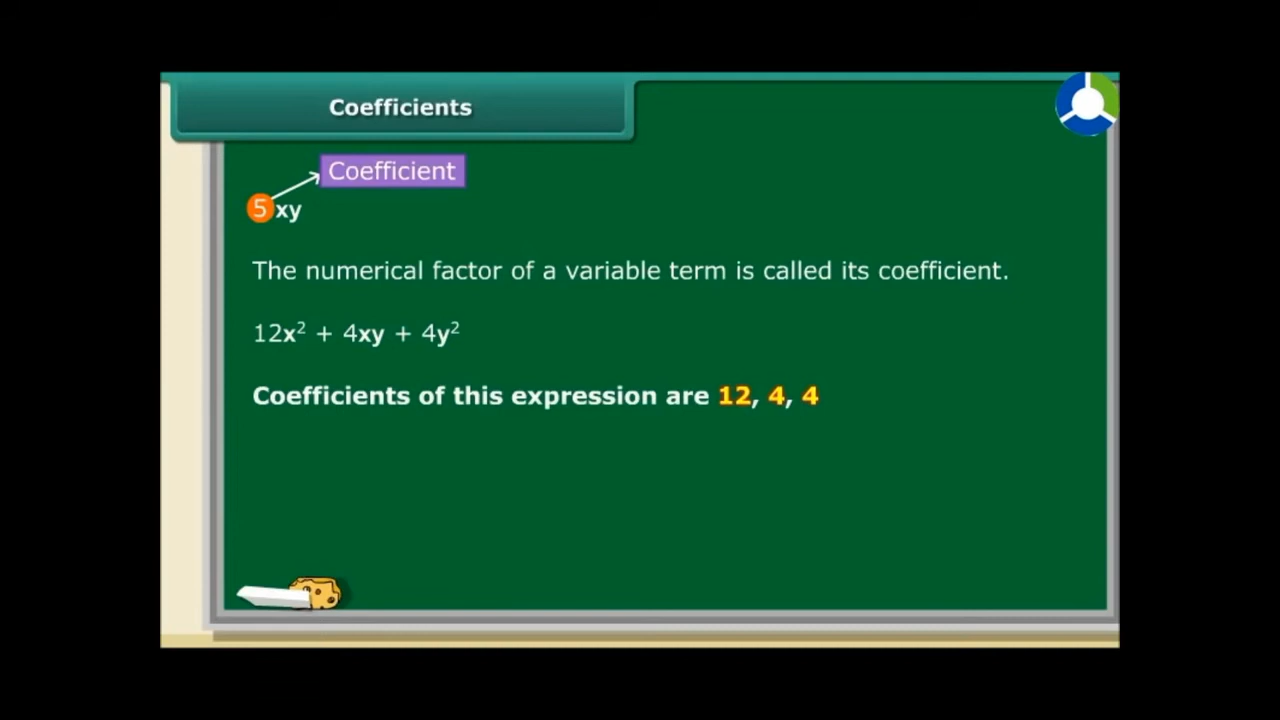 Coefficients
Coefficient
5xy
The numerical factor of a variable term is called its coefficient.
12x² + 4xy + 4y²
Coefficients of this expression are 12, 4, 4